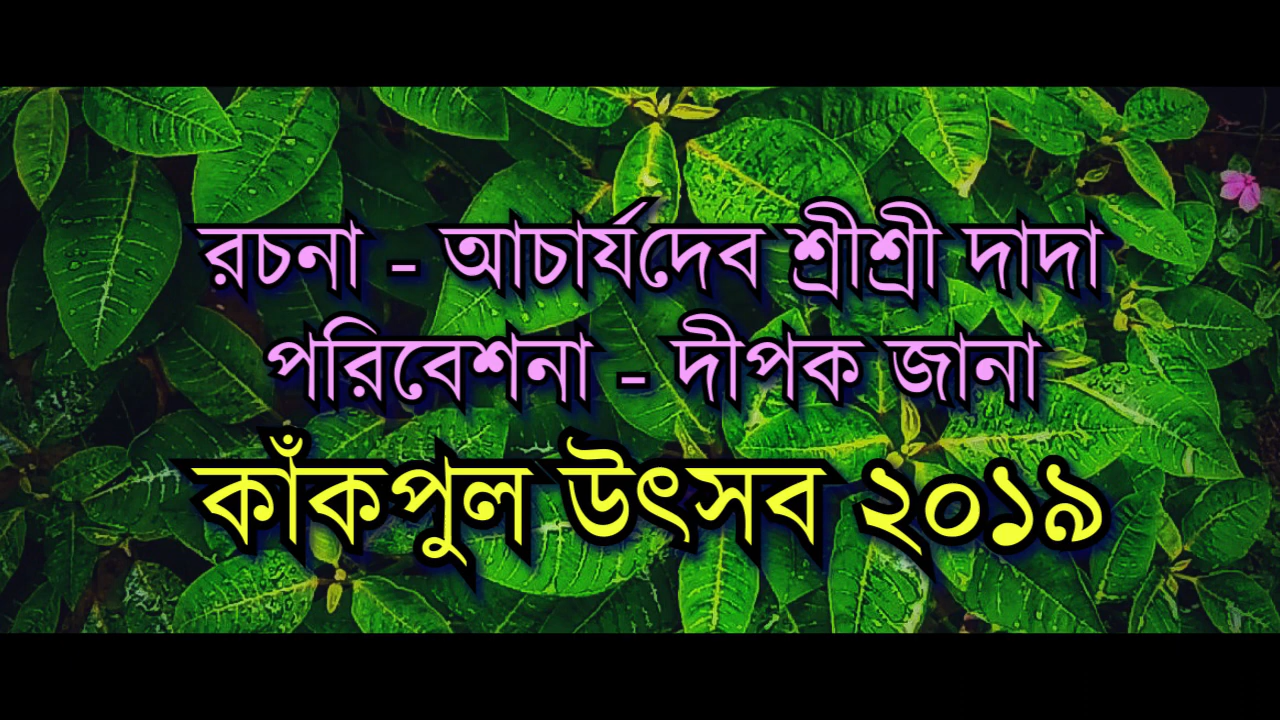 রচনা - আচার্যদেব শ্রীশ্রী দাদা
পরিবেশনা - দীপক জানা
কাঁকপুল উৎসব ২০১৯